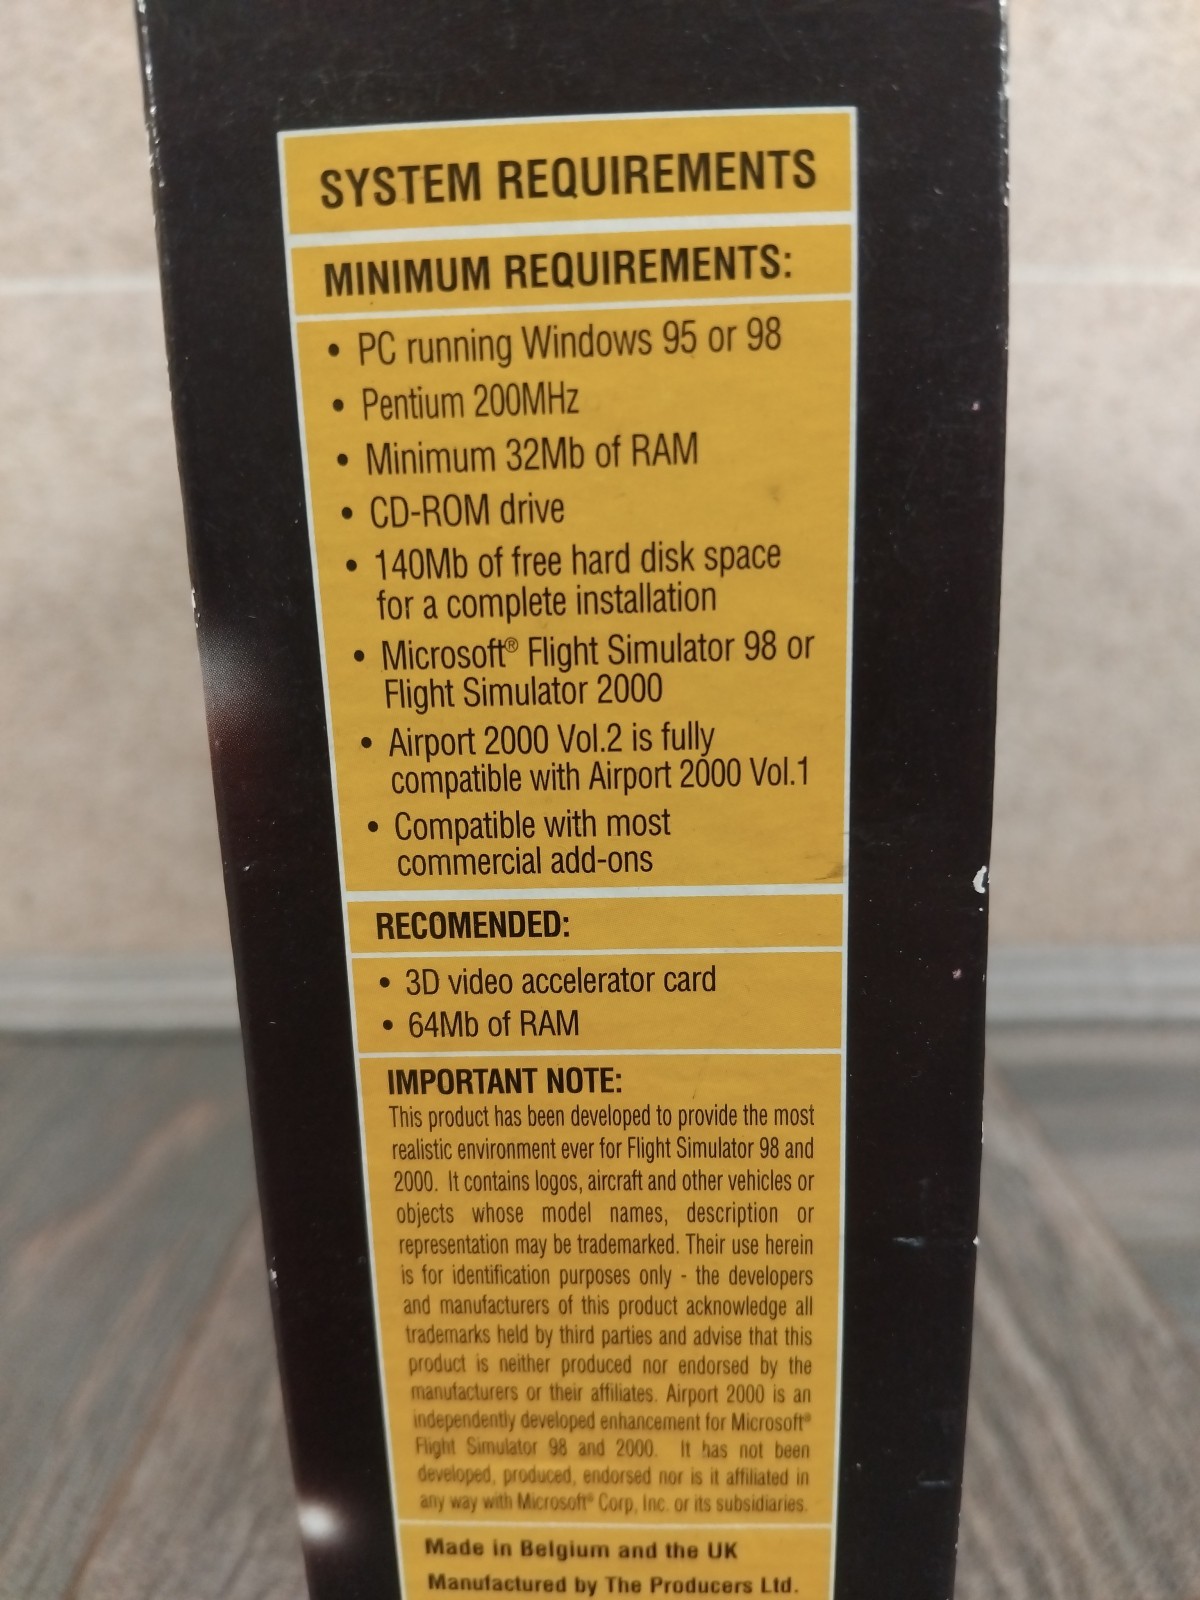 SYSTEM REQUIREMENTS
MINIMUM REQUIREMENTS:
• PC running Windows 95 or 98
• Pentium 200MHz
• Minimum 32Mb of RAM
• CD-ROM drive
• 140Mb of free hard disk space
for a complete installation
• Microsoft® Flight Simulator 98 or
Flight Simulator 2000
• Airport 2000 Vol.2 is fully
compatible with Airport 2000 Vol.1
• Compatible with most
commercial add-ons
RECOMENDED:
• 3D video accelerator card
• 64Mb of RAM
IMPORTANT NOTE:
This product has been developed to provide the most
realistic environment ever for Flight Simulator 98 and
2000. It contains logos, aircraft and other vehicles or
objects whose model names, description or
representation may be trademarked. Their use herein
is for identification purposes only - the developers
and manufacturers of this product acknowledge all
trademarks held by third parties and advise that this
product is neither produced nor endorsed by the
manufacturers or their affiliates. Airport 2000 is an
independently developed enhancement for Microsoft®
Flight Simulator 98 and 2000. It has not been
developed, produced, endorsed nor is it affiliated in
any way with Microsoft® Corp, Inc. or its subsidiaries.
Made in Belgium and the UK
Manufactured by The Producers Ltd.